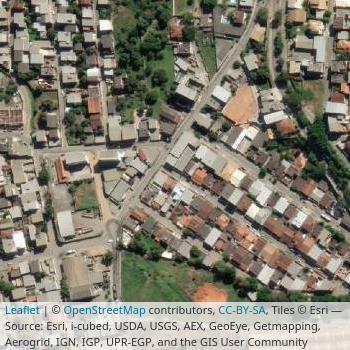 Leaflet | © OpenStreetMap contributors, CC-BY-SA, Tiles © Esri —
Source: Esri, i-cubed, USDA, USGS, AEX, GeoEye, Getmapping,
Aerogrid, IGN, IGP, UPR-EGP, and the GIS User Community